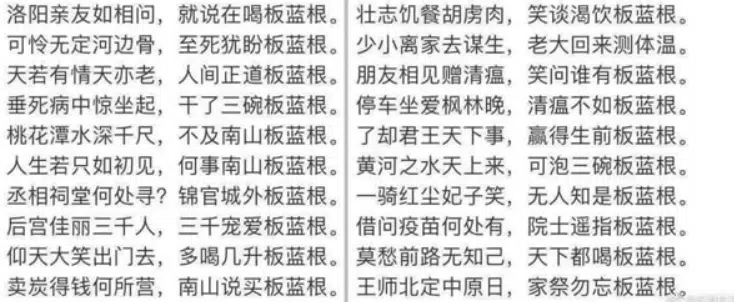 洛阳亲友如相问，就说在喝板蓝根。
可怜无定河边骨，至死犹盼板蓝根。
天若有情天亦老，人间正道板蓝根。
垂死病中惊坐起，干了三碗板蓝根。
桃花潭水深千尺，不及南山板蓝根。
人生若只如初见，何事南山板蓝根。
丞相祠堂何处寻？锦官城外板蓝根。
后宫佳丽三千人，三千宠爱板蓝根。
仰天大笑出门去，多喝几升板蓝根。
卖炭得钱何所营，南山说买板蓝根。
壮志饥餐胡虏肉，笑谈渴饮板蓝根。
少小离家去谋生，老大回来测体温。
朋友相见赠清瘟，笑问谁有板蓝根。
停车坐爱枫林晚，清瘟不如板蓝根。
了却君王天下事，赢得生前板蓝根。
黄河之水天上来，可泡三碗板蓝根。
一骑红尘妃子笑，无人知是板蓝根。
借问疫苗何处有，院士遥指板蓝根。
莫愁前路无知己，天下都喝板蓝根。
王师北定中原日，家祭勿忘板蓝根。